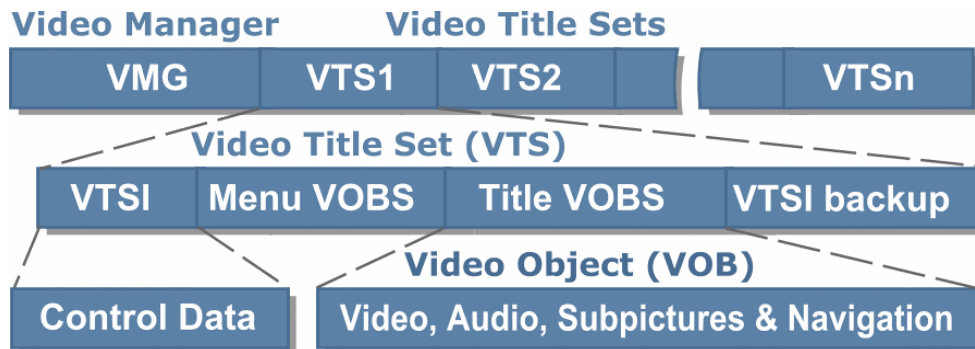 Video Manager Video Title Sets
VMG VTS1 VTS2 VTSn
Video Title Set (VTS)
VTSI Menu VOBS Title VOBS VTSI backup
Video Object (VOB)
Control Data Video, Audio, Subpictures & Navigation